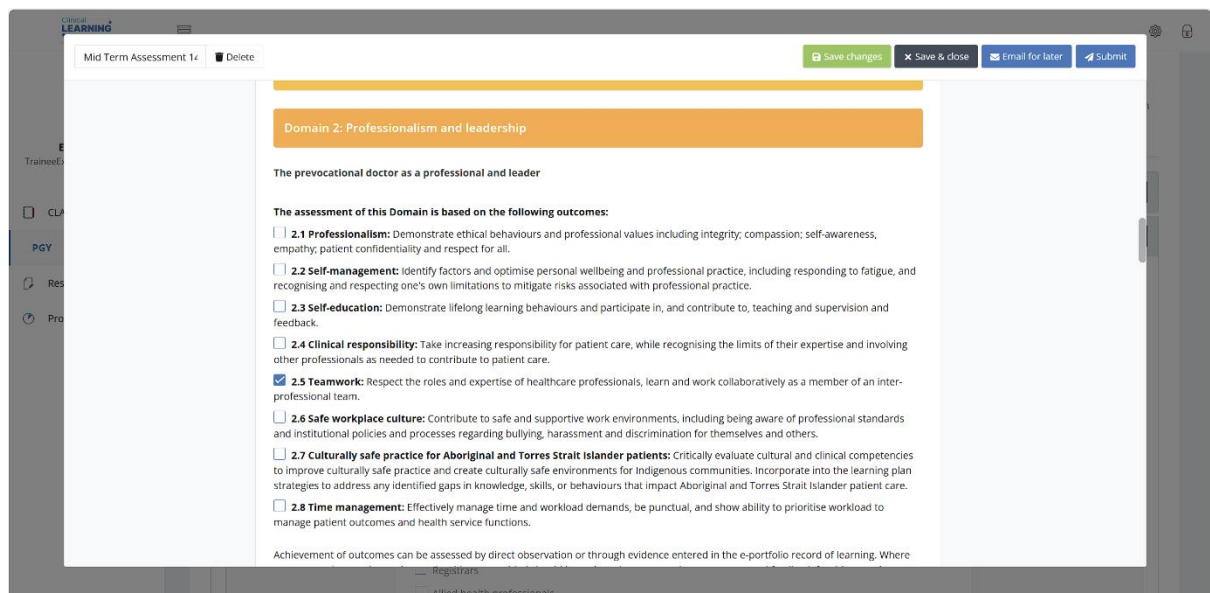 Clinical
LEARNING
Mid Term Assessment 14
Delete
Save changes
Save & close
Email for later
Submit
Domain 2: Professionalism and leadership
The prevocational doctor as a professional and leader
The assessment of this Domain is based on the following outcomes:
2.1 Professionalism: Demonstrate ethical behaviours and professional values including integrity; compassion; self-awareness,
empathy; patient confidentiality and respect for all.
2.2 Self-management: Identify factors and optimise personal wellbeing and professional practice, including responding to fatigue, and
recognising and respecting one's own limitations to mitigate risks associated with professional practice.
2.3 Self-education: Demonstrate lifelong learning behaviours and participate in, and contribute to, teaching and supervision and
feedback.
2.4 Clinical responsibility: Take increasing responsibility for patient care, while recognising the limits of their expertise and involving
other professionals as needed to contribute to patient care.
2.5 Teamwork: Respect the roles and expertise of healthcare professionals, learn and work collaboratively as a member of an inter-
professional team.
2.6 Safe workplace culture: Contribute to safe and supportive work environments, including being aware of professional standards
and institutional policies and processes regarding bullying, harassment and discrimination for themselves and others.
2.7 Culturally safe practice for Aboriginal and Torres Strait Islander patients: Critically evaluate cultural and clinical competencies
to improve culturally safe practice and create culturally safe environments for Indigenous communities. Incorporate into the learning plan
strategies to address any identified gaps in knowledge, skills, or behaviours that impact Aboriginal and Torres Strait Islander patient care.
2.8 Time management: Effectively manage time and workload demands, be punctual, and show ability to prioritise workload to
manage patient outcomes and health service functions.
Achievement of outcomes can be assessed by direct observation or through evidence entered in the e-portfolio record of learning. Where
E
TraineeEx
CLA
PGY
Res
Pro
Registrars
Allied health professionals